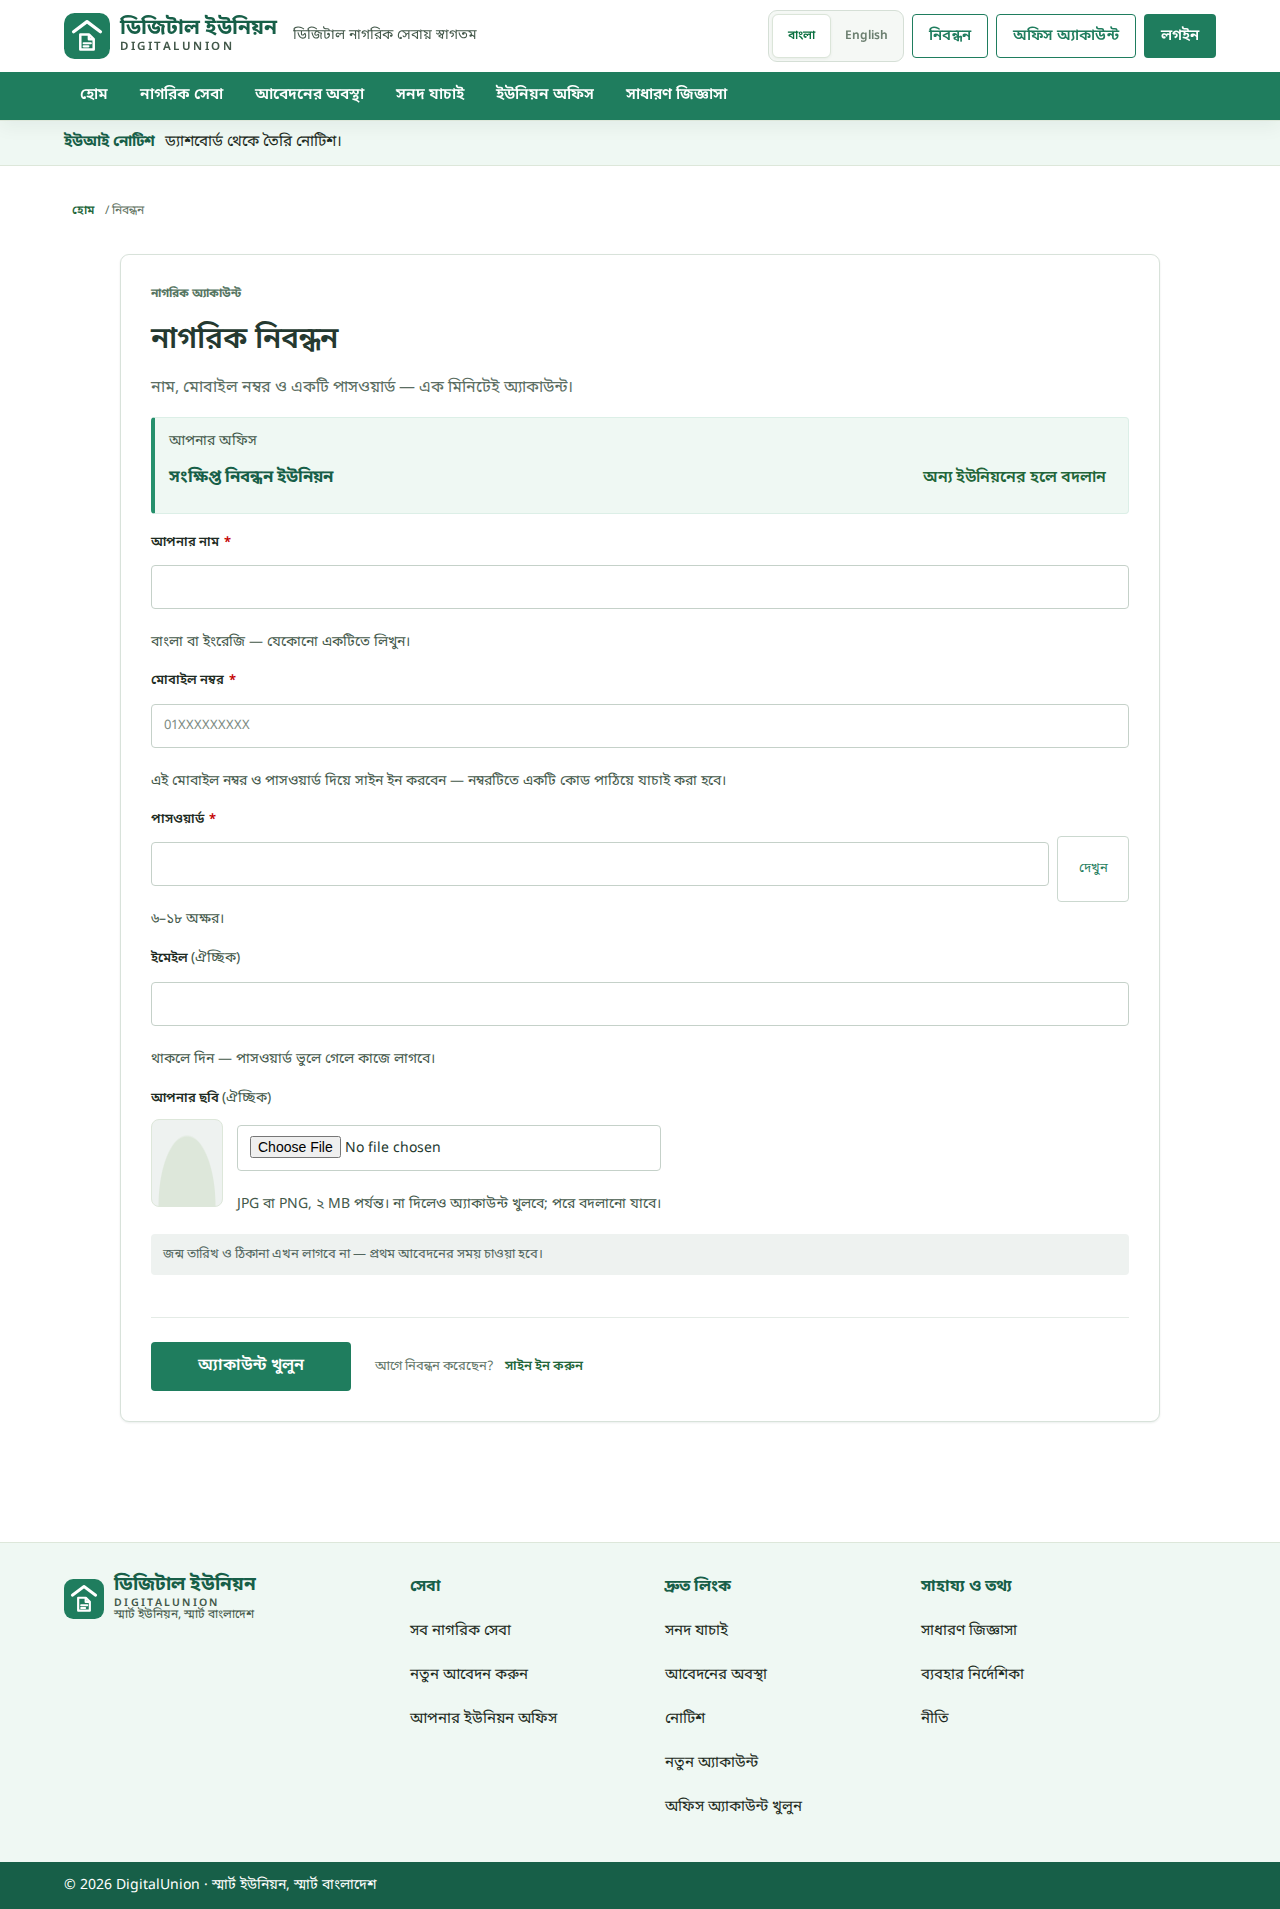 ডিজিটাল ইউনিয়ন
DIGITALUNION
ডিজিটাল নাগরিক সেবায় স্বাগতম
বাংলা English নিবন্ধন অফিস অ্যাকাউন্ট লগইন
হোম নাগরিক সেবা আবেদনের অবস্থা সনদ যাচাই ইউনিয়ন অফিস সাধারণ জিজ্ঞাসা
ইউআই নোটিশ ড্যাশবোর্ড থেকে তৈরি নোটিশ।
হোম / নিবন্ধন
নাগরিক অ্যাকাউন্ট
নাগরিক নিবন্ধন
নাম, মোবাইল নম্বর ও একটি পাসওয়ার্ড — এক মিনিটেই অ্যাকাউন্ট।
আপনার অফিস
সংক্ষিপ্ত নিবন্ধন ইউনিয়ন অন্য ইউনিয়নের হলে বদলান
আপনার নাম *
বাংলা বা ইংরেজি — যেকোনো একটিতে লিখুন।
মোবাইল নম্বর *
01XXXXXXXXX
এই মোবাইল নম্বর ও পাসওয়ার্ড দিয়ে সাইন ইন করবেন — নম্বরটিতে একটি কোড পাঠিয়ে যাচাই করা হবে।
পাসওয়ার্ড *
দেখুন
৬–১৮ অক্ষর।
ইমেইল (ঐচ্ছিক)
থাকলে দিন — পাসওয়ার্ড ভুলে গেলে কাজে লাগবে।
আপনার ছবি (ঐচ্ছিক)
Choose File No file chosen
JPG বা PNG, ২ MB পর্যন্ত। না দিলেও অ্যাকাউন্ট খুলবে; পরে বদলানো যাবে।
জন্ম তারিখ ও ঠিকানা এখন লাগবে না — প্রথম আবেদনের সময় চাওয়া হবে।
অ্যাকাউন্ট খুলুন আগে নিবন্ধন করেছেন? সাইন ইন করুন
ডিজিটাল ইউনিয়ন
DIGITALUNION
স্মার্ট ইউনিয়ন, স্মার্ট বাংলাদেশ
সেবা
সব নাগরিক সেবা
নতুন আবেদন করুন
আপনার ইউনিয়ন অফিস
দ্রুত লিংক
সনদ যাচাই
আবেদনের অবস্থা
নোটিশ
নতুন অ্যাকাউন্ট
অফিস অ্যাকাউন্ট খুলুন
সাহায্য ও তথ্য
সাধারণ জিজ্ঞাসা
ব্যবহার নির্দেশিকা
নীতি
© 2026 DigitalUnion · স্মার্ট ইউনিয়ন, স্মার্ট বাংলাদেশ